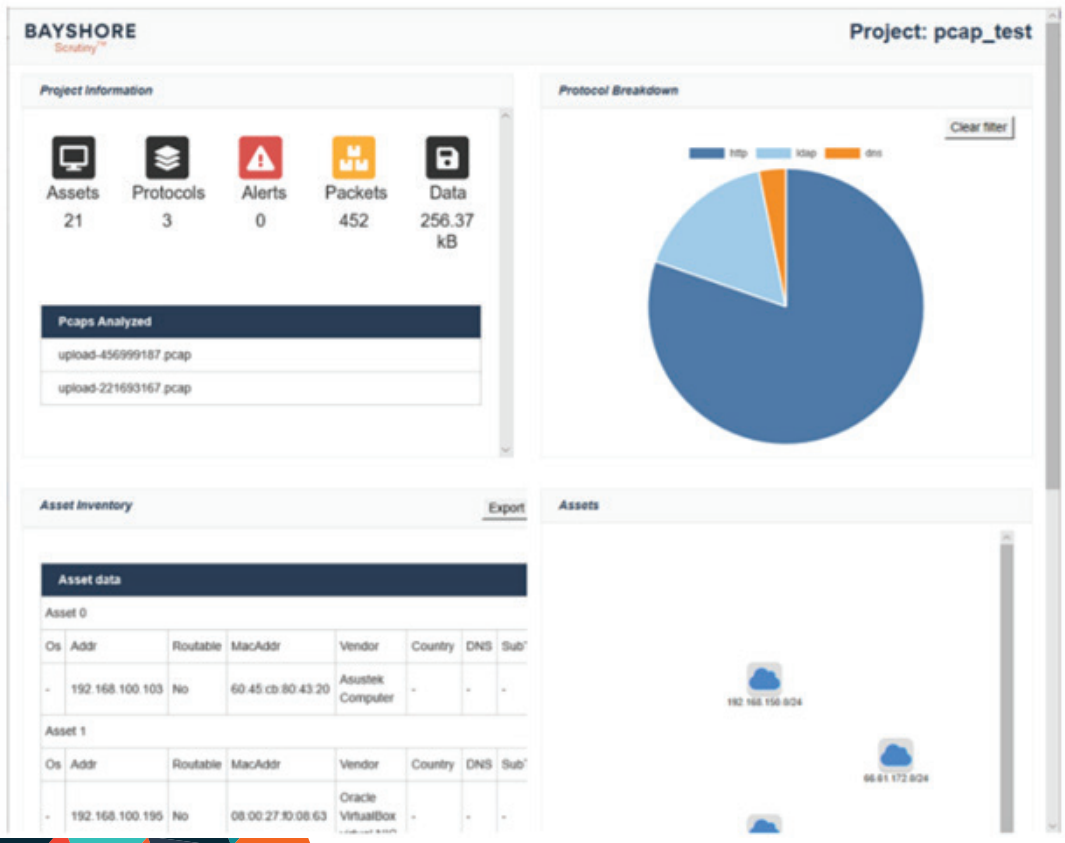 BAYSHORE
Scrutiny™
Project: pcap_test
Project Information
Assets
21
Protocols
3
Alerts
0
Packets
452
Data
256.37
kB
Pcaps Analyzed
upload-456999187.pcap
upload-221693167.pcap
Protocol Breakdown
Clear filter
http ldap dns
Asset Inventory
Export
Asset data
Asset 0
Os Addr Routable MacAddr Vendor Country DNS Sub
- 192.168.100.103 No 60:45:cb:80:43:20 Asustek Computer - - -
Asset 1
Os Addr Routable MacAddr Vendor Country DNS Sub
- 192.168.100.195 No 08:00:27:f0:08:63 Oracle VirtualBox - - -
Assets
192.168.150.0/24
66.61.172.0/24